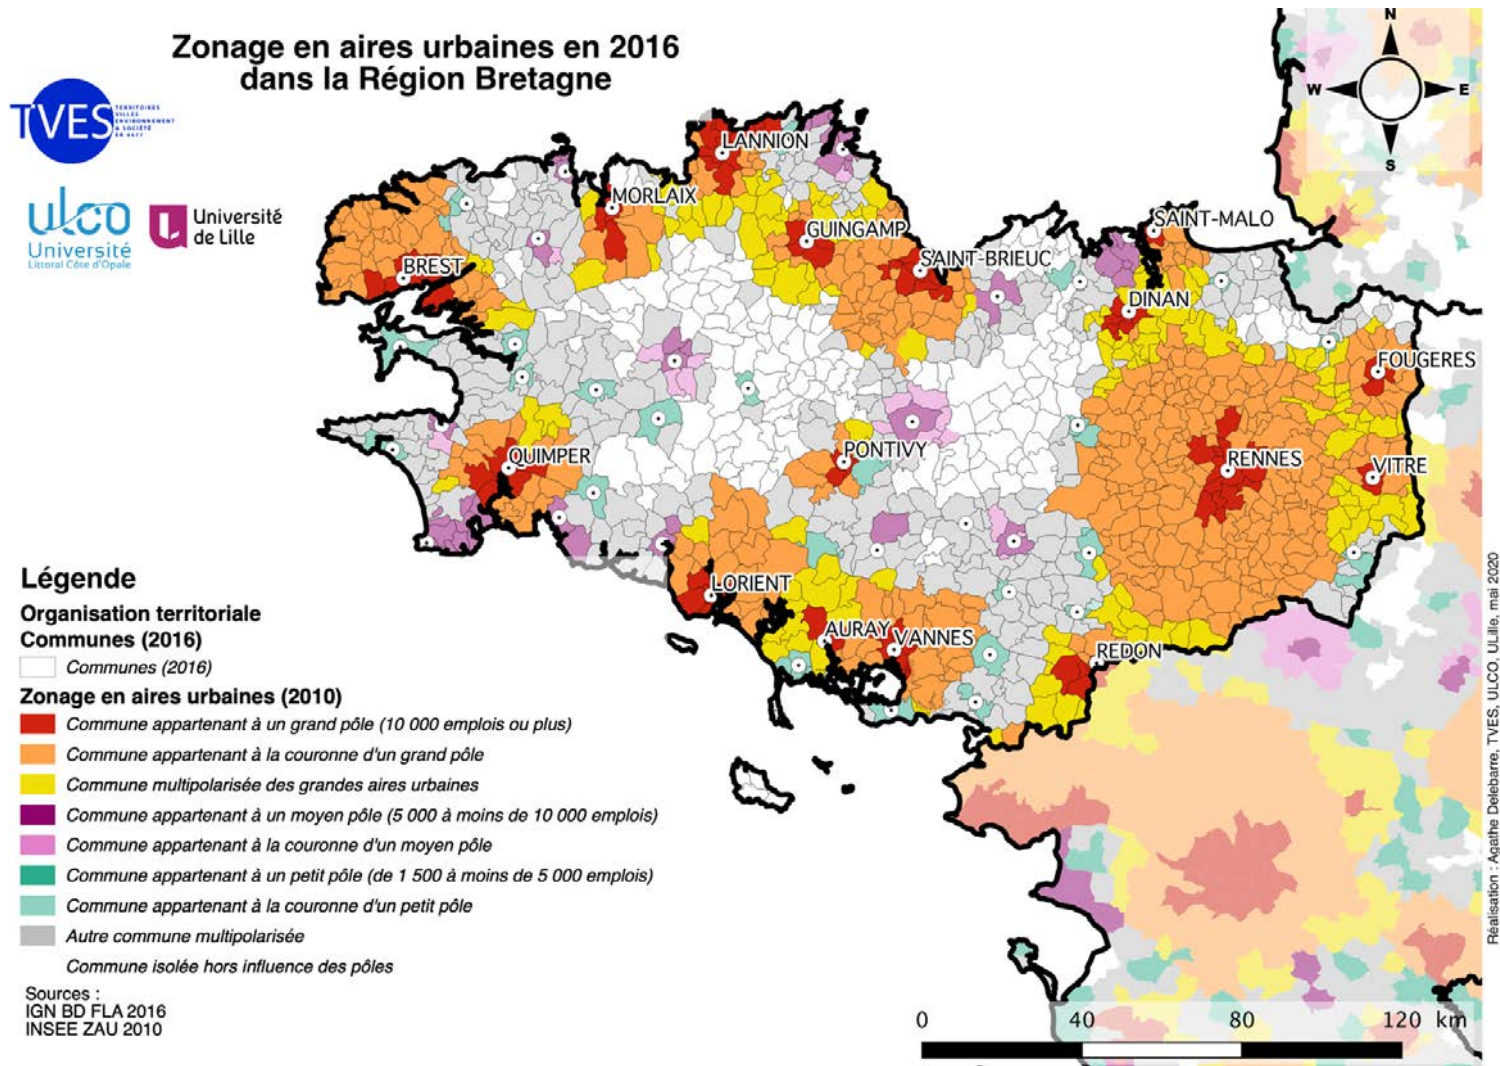 Zonage en aires urbaines en 2016
dans la Région Bretagne
TVES
TERRITOIRES
VILLES
ENVIRONNEMENT
& SOCIÉTÉ
EA 4477
ulco
Université
Littoral Côte d'Opale
Université
de Lille
N
W
E
S
LANNION
MORLAIX
GUINGAMP
SAINT-MALO
BREST
SAINT-BRIEUC
DINAN
FOUGERES
QUIMPER
PONTIVY
RENNES
VITRE
LORIENT
AURAY
VANNES
REDON
Légende
Organisation territoriale
Communes (2016)
Communes (2016)
Zonage en aires urbaines (2010)
Commune appartenant à un grand pôle (10 000 emplois ou plus)
Commune appartenant à la couronne d'un grand pôle
Commune multipolarisée des grandes aires urbaines
Commune appartenant à un moyen pôle (5 000 à moins de 10 000 emplois)
Commune appartenant à la couronne d'un moyen pôle
Commune appartenant à un petit pôle (de 1 500 à moins de 5 000 emplois)
Commune appartenant à la couronne d'un petit pôle
Autre commune multipolarisée
Commune isolée hors influence des pôles
Sources :
IGN BD FLA 2016
INSEE ZAU 2010
0 40 80 120 km
Réalisation : Agathe Delebarre, TVES, ULCO, ULille, mai 2020